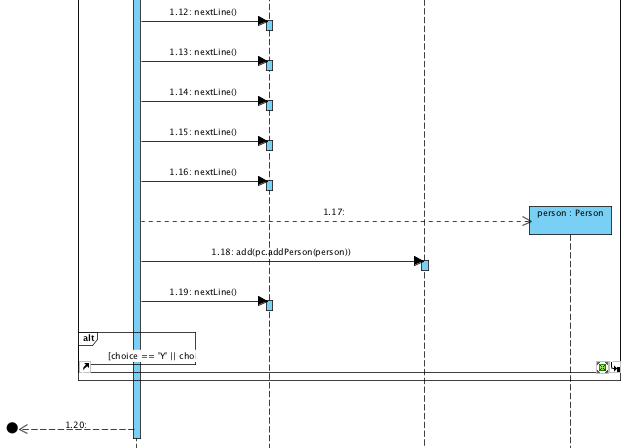 1.12: nextLine()
1.13: nextLine()
1.14: nextLine()
1.15: nextLine()
1.16: nextLine()
1.17:
person : Person
1.18: add(pc.addPerson(person))
1.19: nextLine()
alt
[choice == 'Y' || cho
1.20: